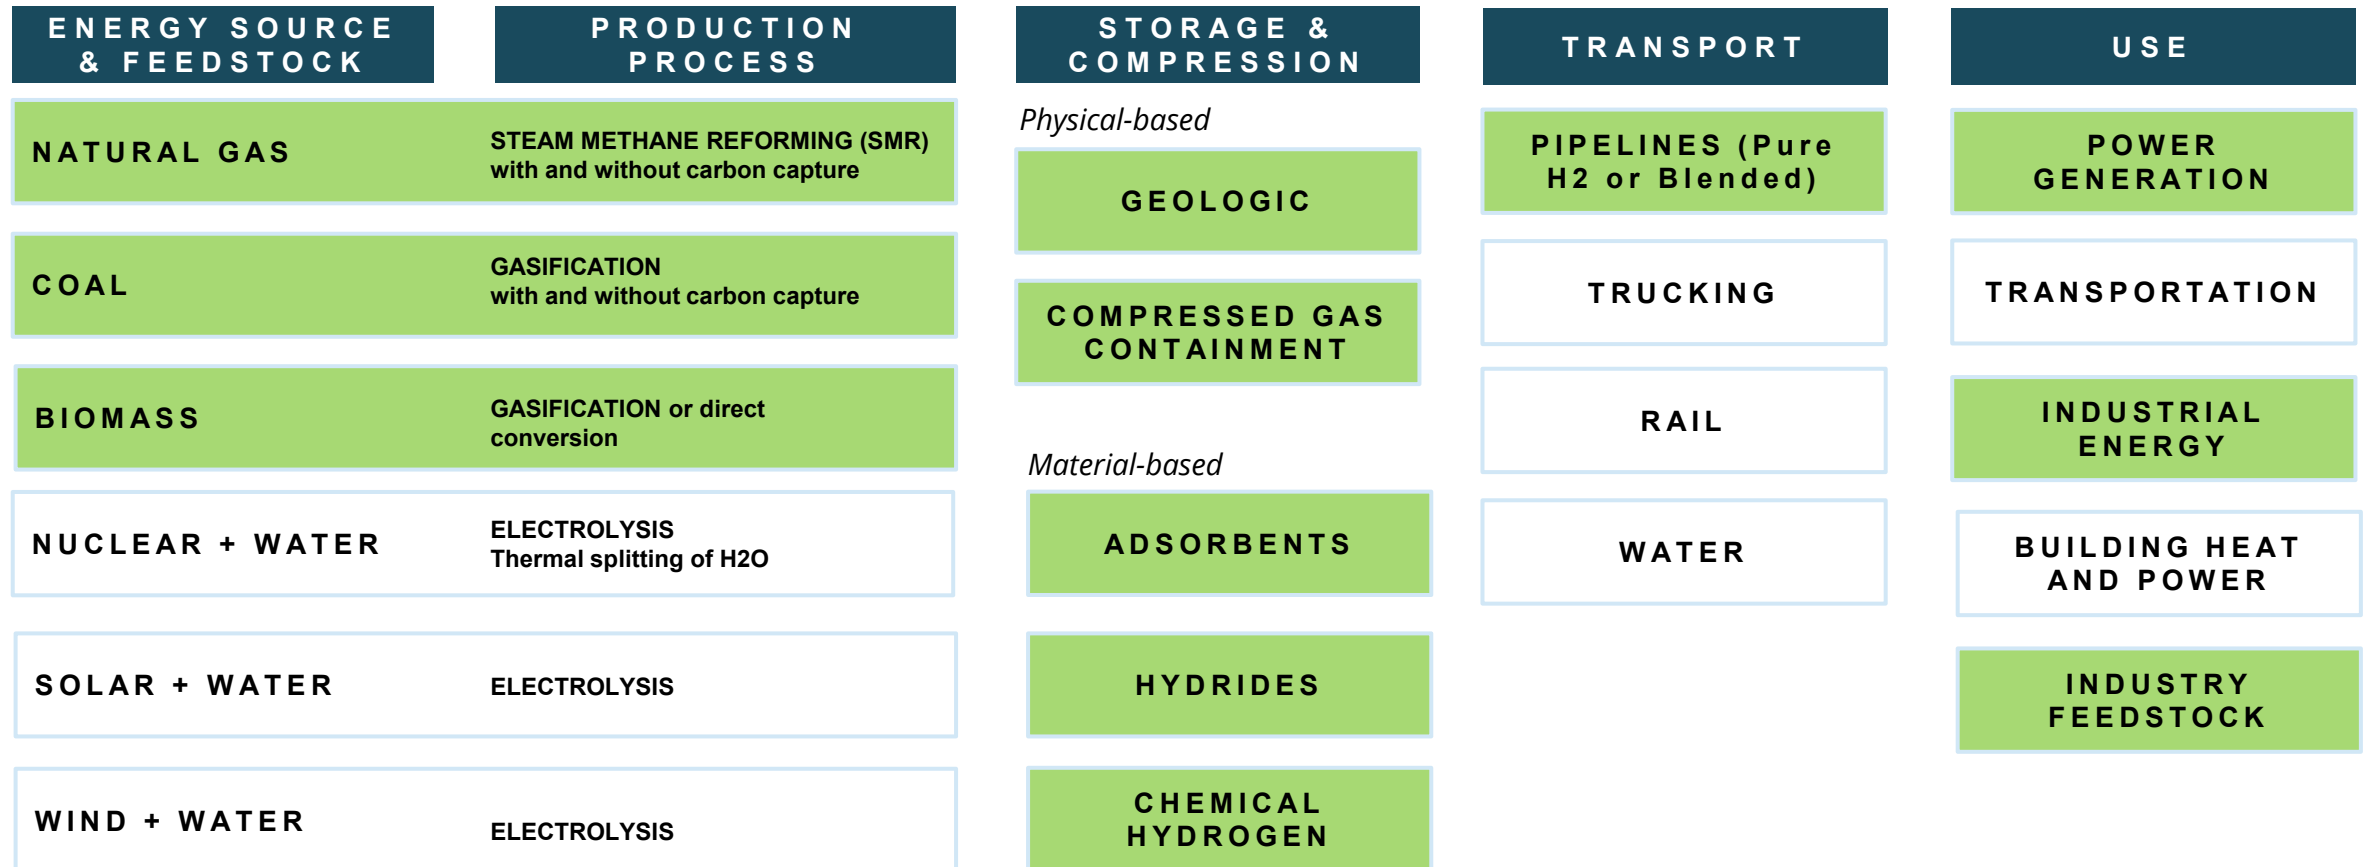 ENERGY SOURCE
& FEEDSTOCK
PRODUCTION
PROCESS
STORAGE &
COMPRESSION
TRANSPORT
USE
NATURAL GAS
STEAM METHANE REFORMING (SMR)
with and without carbon capture
COAL
GASIFICATION
with and without carbon capture
BIOMASS
GASIFICATION or direct
conversion
NUCLEAR + WATER
ELECTROLYSIS
Thermal splitting of H2O
SOLAR + WATER
ELECTROLYSIS
WIND + WATER
ELECTROLYSIS
Physical-based
GEOLOGIC
COMPRESSED GAS
CONTAINMENT
Material-based
ADSORBENTS
HYDRIDES
CHEMICAL
HYDROGEN
PIPELINES (Pure
H2 or Blended)
TRUCKING
RAIL
WATER
POWER
GENERATION
TRANSPORTATION
INDUSTRIAL
ENERGY
BUILDING HEAT
AND POWER
INDUSTRY
FEEDSTOCK